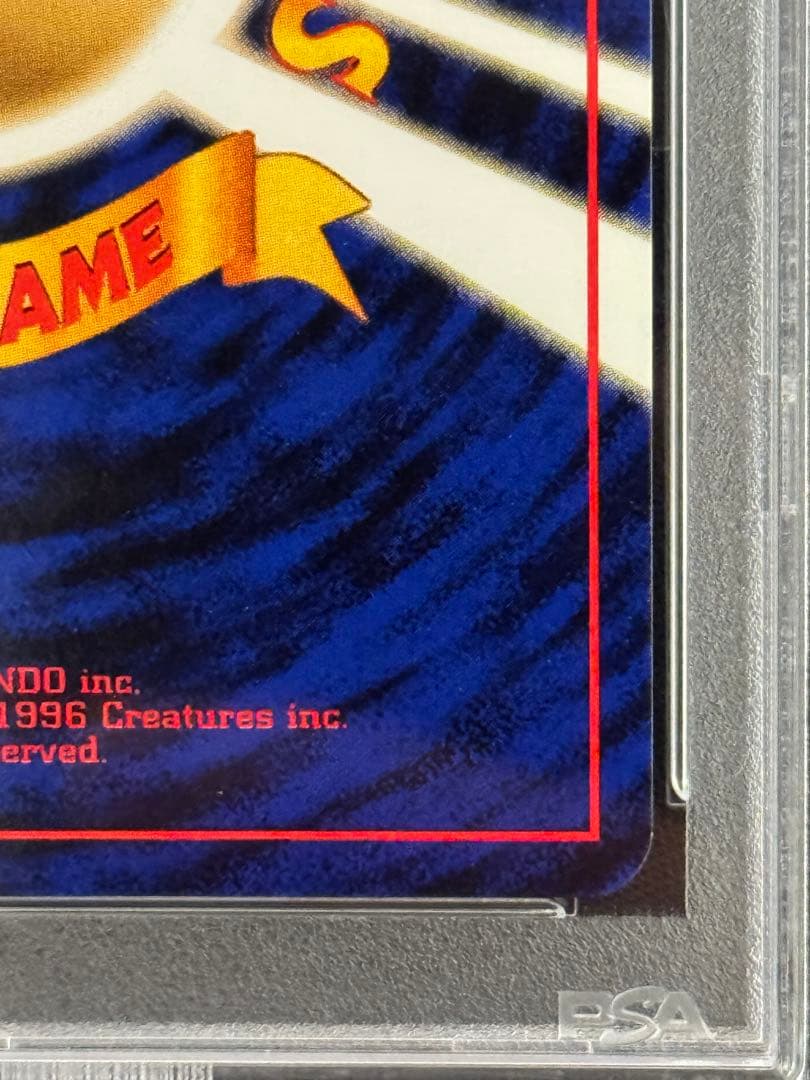 S
AME
NDO inc.
1996 Creatures inc.
erved.
PSA